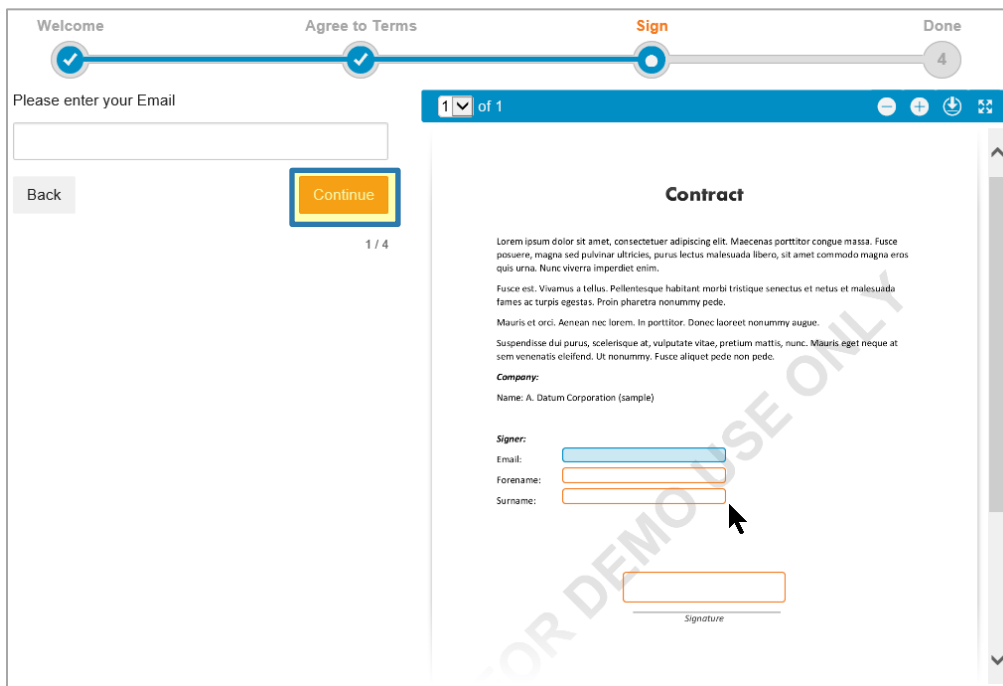 Welcome
Agree to Terms
Sign
Done
4
Please enter your Email
Back
Continue
1 / 4
1 of 1
Contract
Lorem ipsum dolor sit amet, consectetuer adipiscing elit. Maecenas porttitor congue massa. Fusce
posuere, magna sed pulvinar ultricies, purus lectus malesuada libero, sit amet commodo magna eros
quis urna. Nunc viverra imperdiet enim.
Fusce est. Vivamus a tellus. Pellentesque habitant morbi tristique senectus et netus et malesuada
fames ac turpis egestas. Proin pharetra nonummy pede.
Mauris et orci. Aenean nec lorem. In porttitor. Donec laoreet nonummy augue.
Suspendisse dui purus, scelerisque at, vulputate vitae, pretium mattis, nunc. Mauris eget neque at
sem venenatis eleifend. Ut nonummy. Fusce aliquet pede non pede.
Company:
Name: A. Datum Corporation (sample)
Signer:
Email:
Forename:
Surname:
Signature
OR DEMO USE ONLY